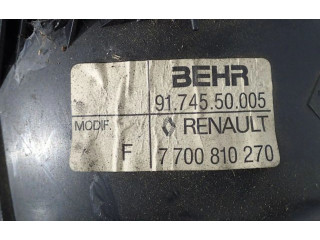 BEHR
91.745.50.005
MODIF. RENAULT
F 7 700 810 270